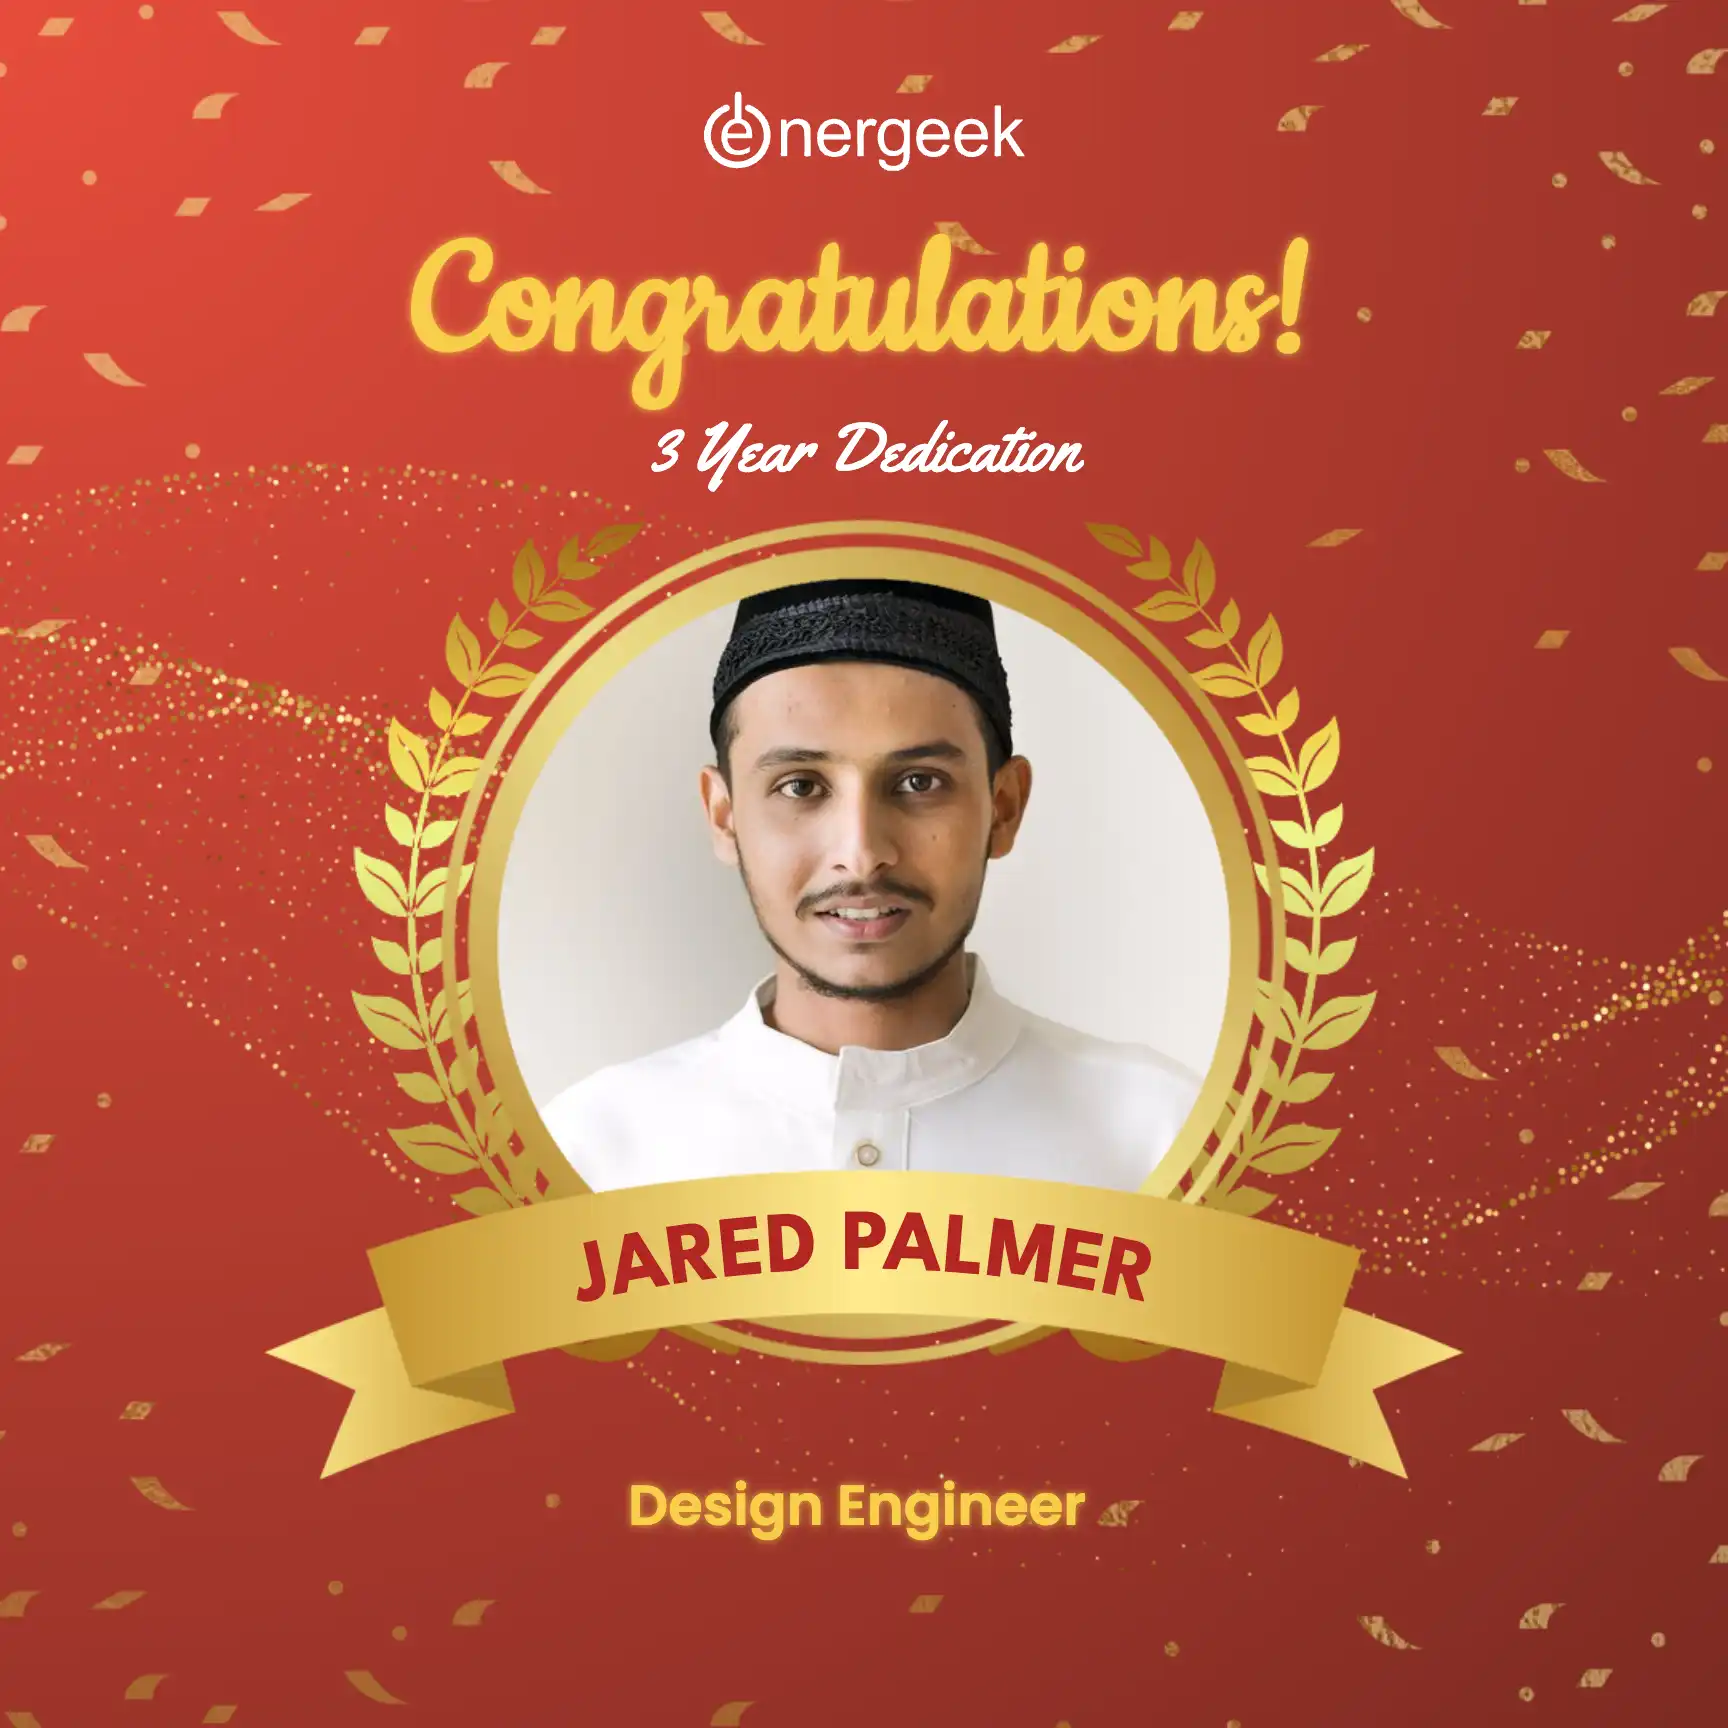 energeek
Congratulations!
3 Year Dedication
JARED PALMER
Design Engineer